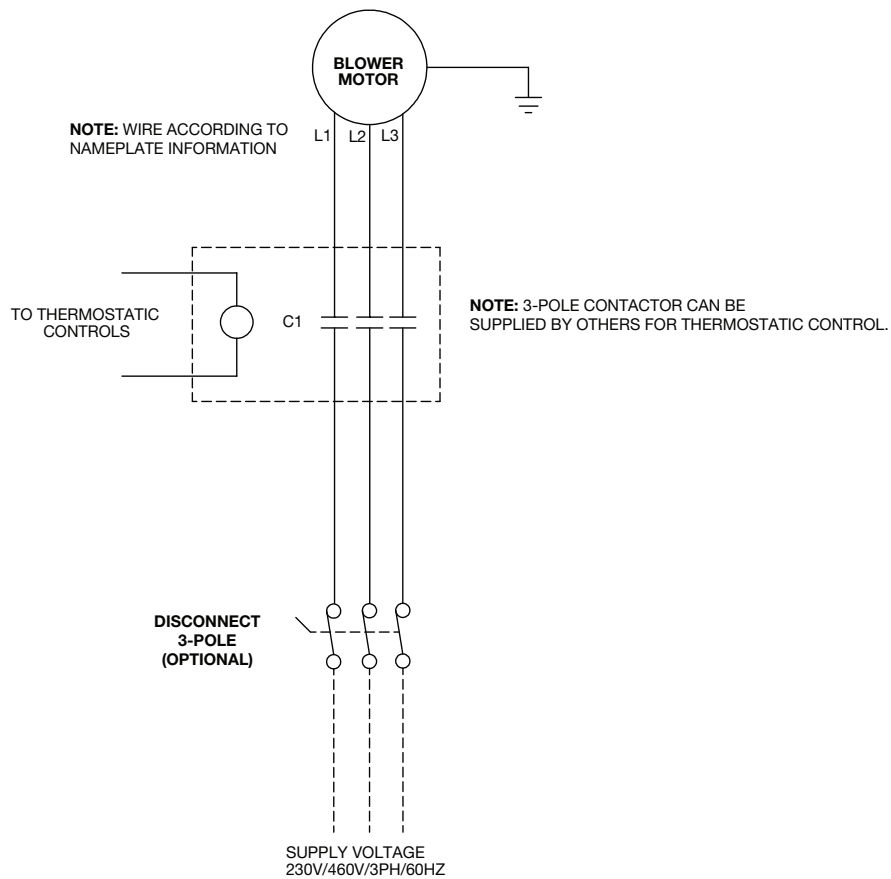 BLOWER
MOTOR
NOTE: WIRE ACCORDING TO
NAMEPLATE INFORMATION
L1 L2 L3
TO THERMOSTATIC
CONTROLS
C1
NOTE: 3-POLE CONTACTOR CAN BE
SUPPLIED BY OTHERS FOR THERMOSTATIC CONTROL.
DISCONNECT
3-POLE
(OPTIONAL)
SUPPLY VOLTAGE
230V/460V/3PH/60HZ